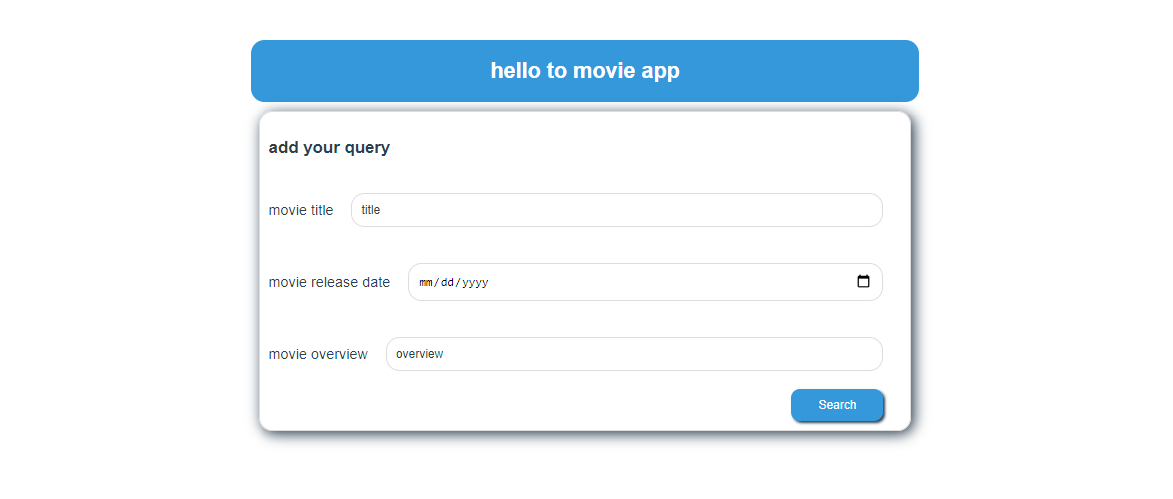 hello to movie app
add your query
movie title title
movie release date mm/dd/yyyy
movie overview overview
Search